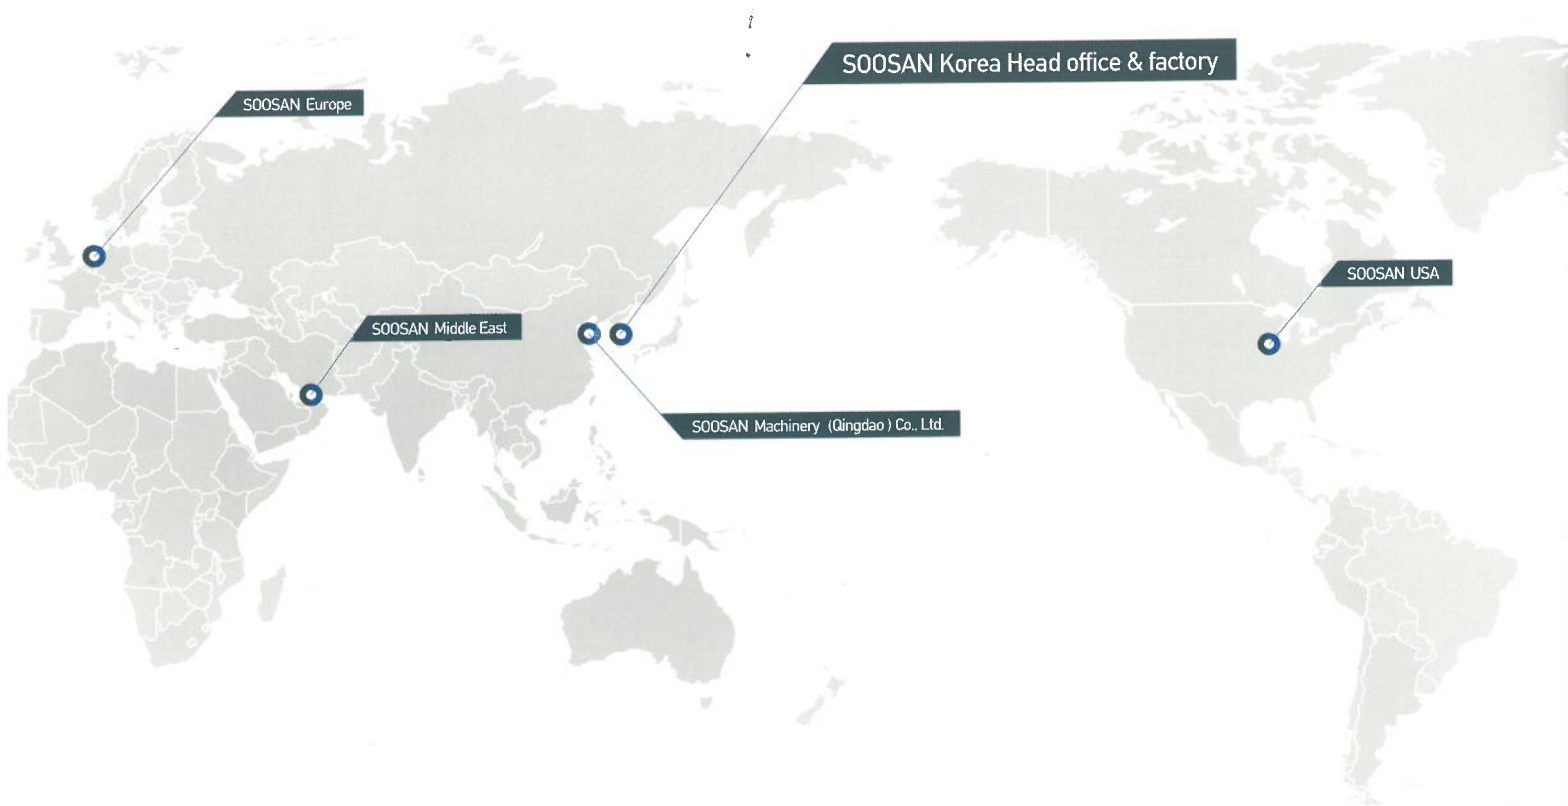 SOOSAN Korea Head office & factory
SOOSAN Europe
SOOSAN USA
SOOSAN Middle East
SOOSAN Machinery (Qingdao) Co., Ltd.